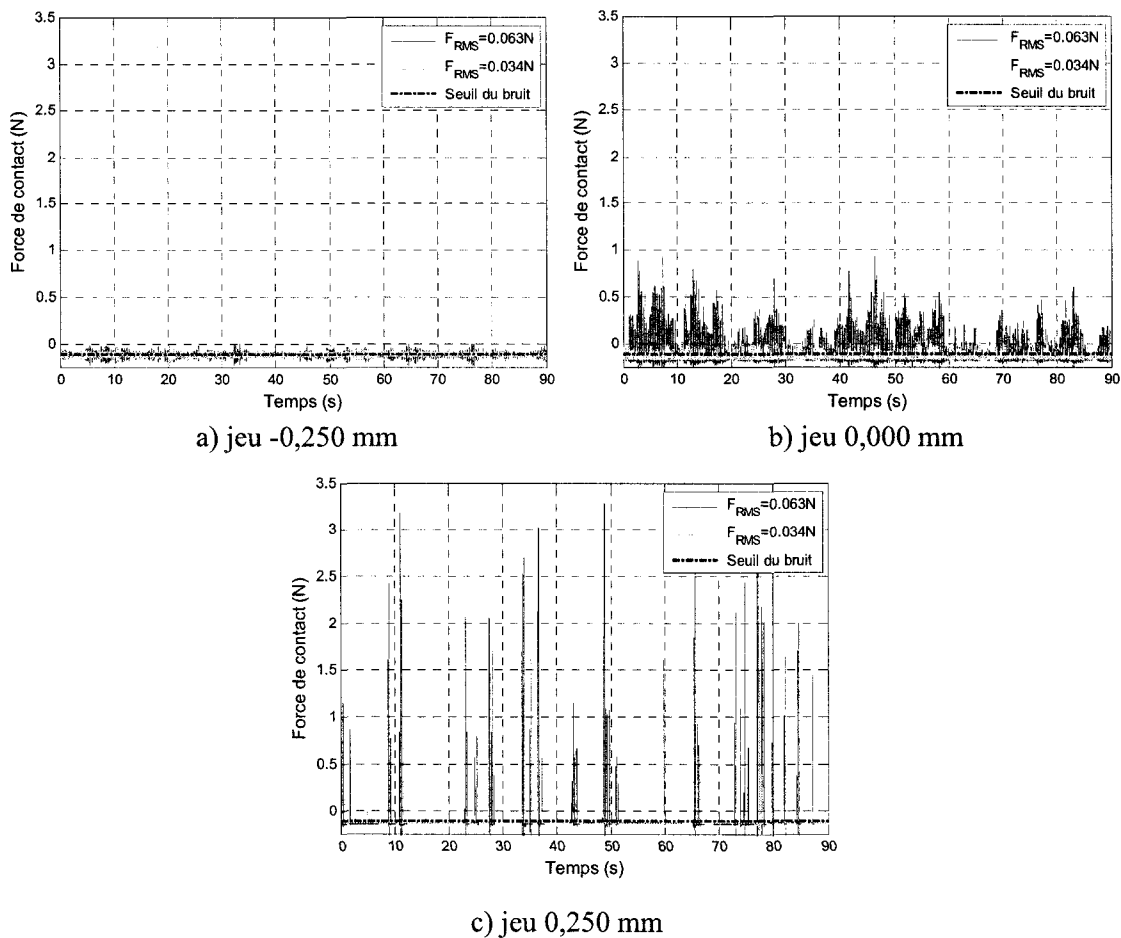 3.5
3
2.5
2
1.5
1
0.5
0
Force de contact (N)
F_RMS=0.063N
F_RMS=0.034N
Seuil du bruit
0 10 20 30 40 50 60 70 80 90
Temps (s)
a) jeu -0,250 mm
3.5
3
2.5
2
1.5
1
0.5
0
Force de contact (N)
F_RMS=0.063N
F_RMS=0.034N
Seuil du bruit
0 10 20 30 40 50 60 70 80 90
Temps (s)
b) jeu 0,000 mm
3.5
3
2.5
2
1.5
1
0.5
0
Force de contact (N)
F_RMS=0.063N
F_RMS=0.034N
Seuil du bruit
0 10 20 30 40 50 60 70 80 90
Temps (s)
c) jeu 0,250 mm